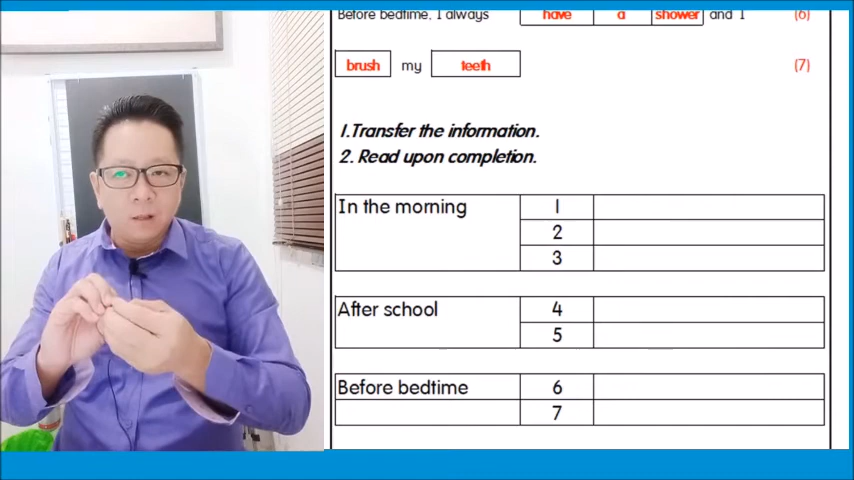 Before bedtime, I always have a shower and I (6)
brush my teeth (7)
1.Transfer the information.
2. Read upon completion.
In the morning 1
2
3
After school 4
5
Before bedtime 6
7